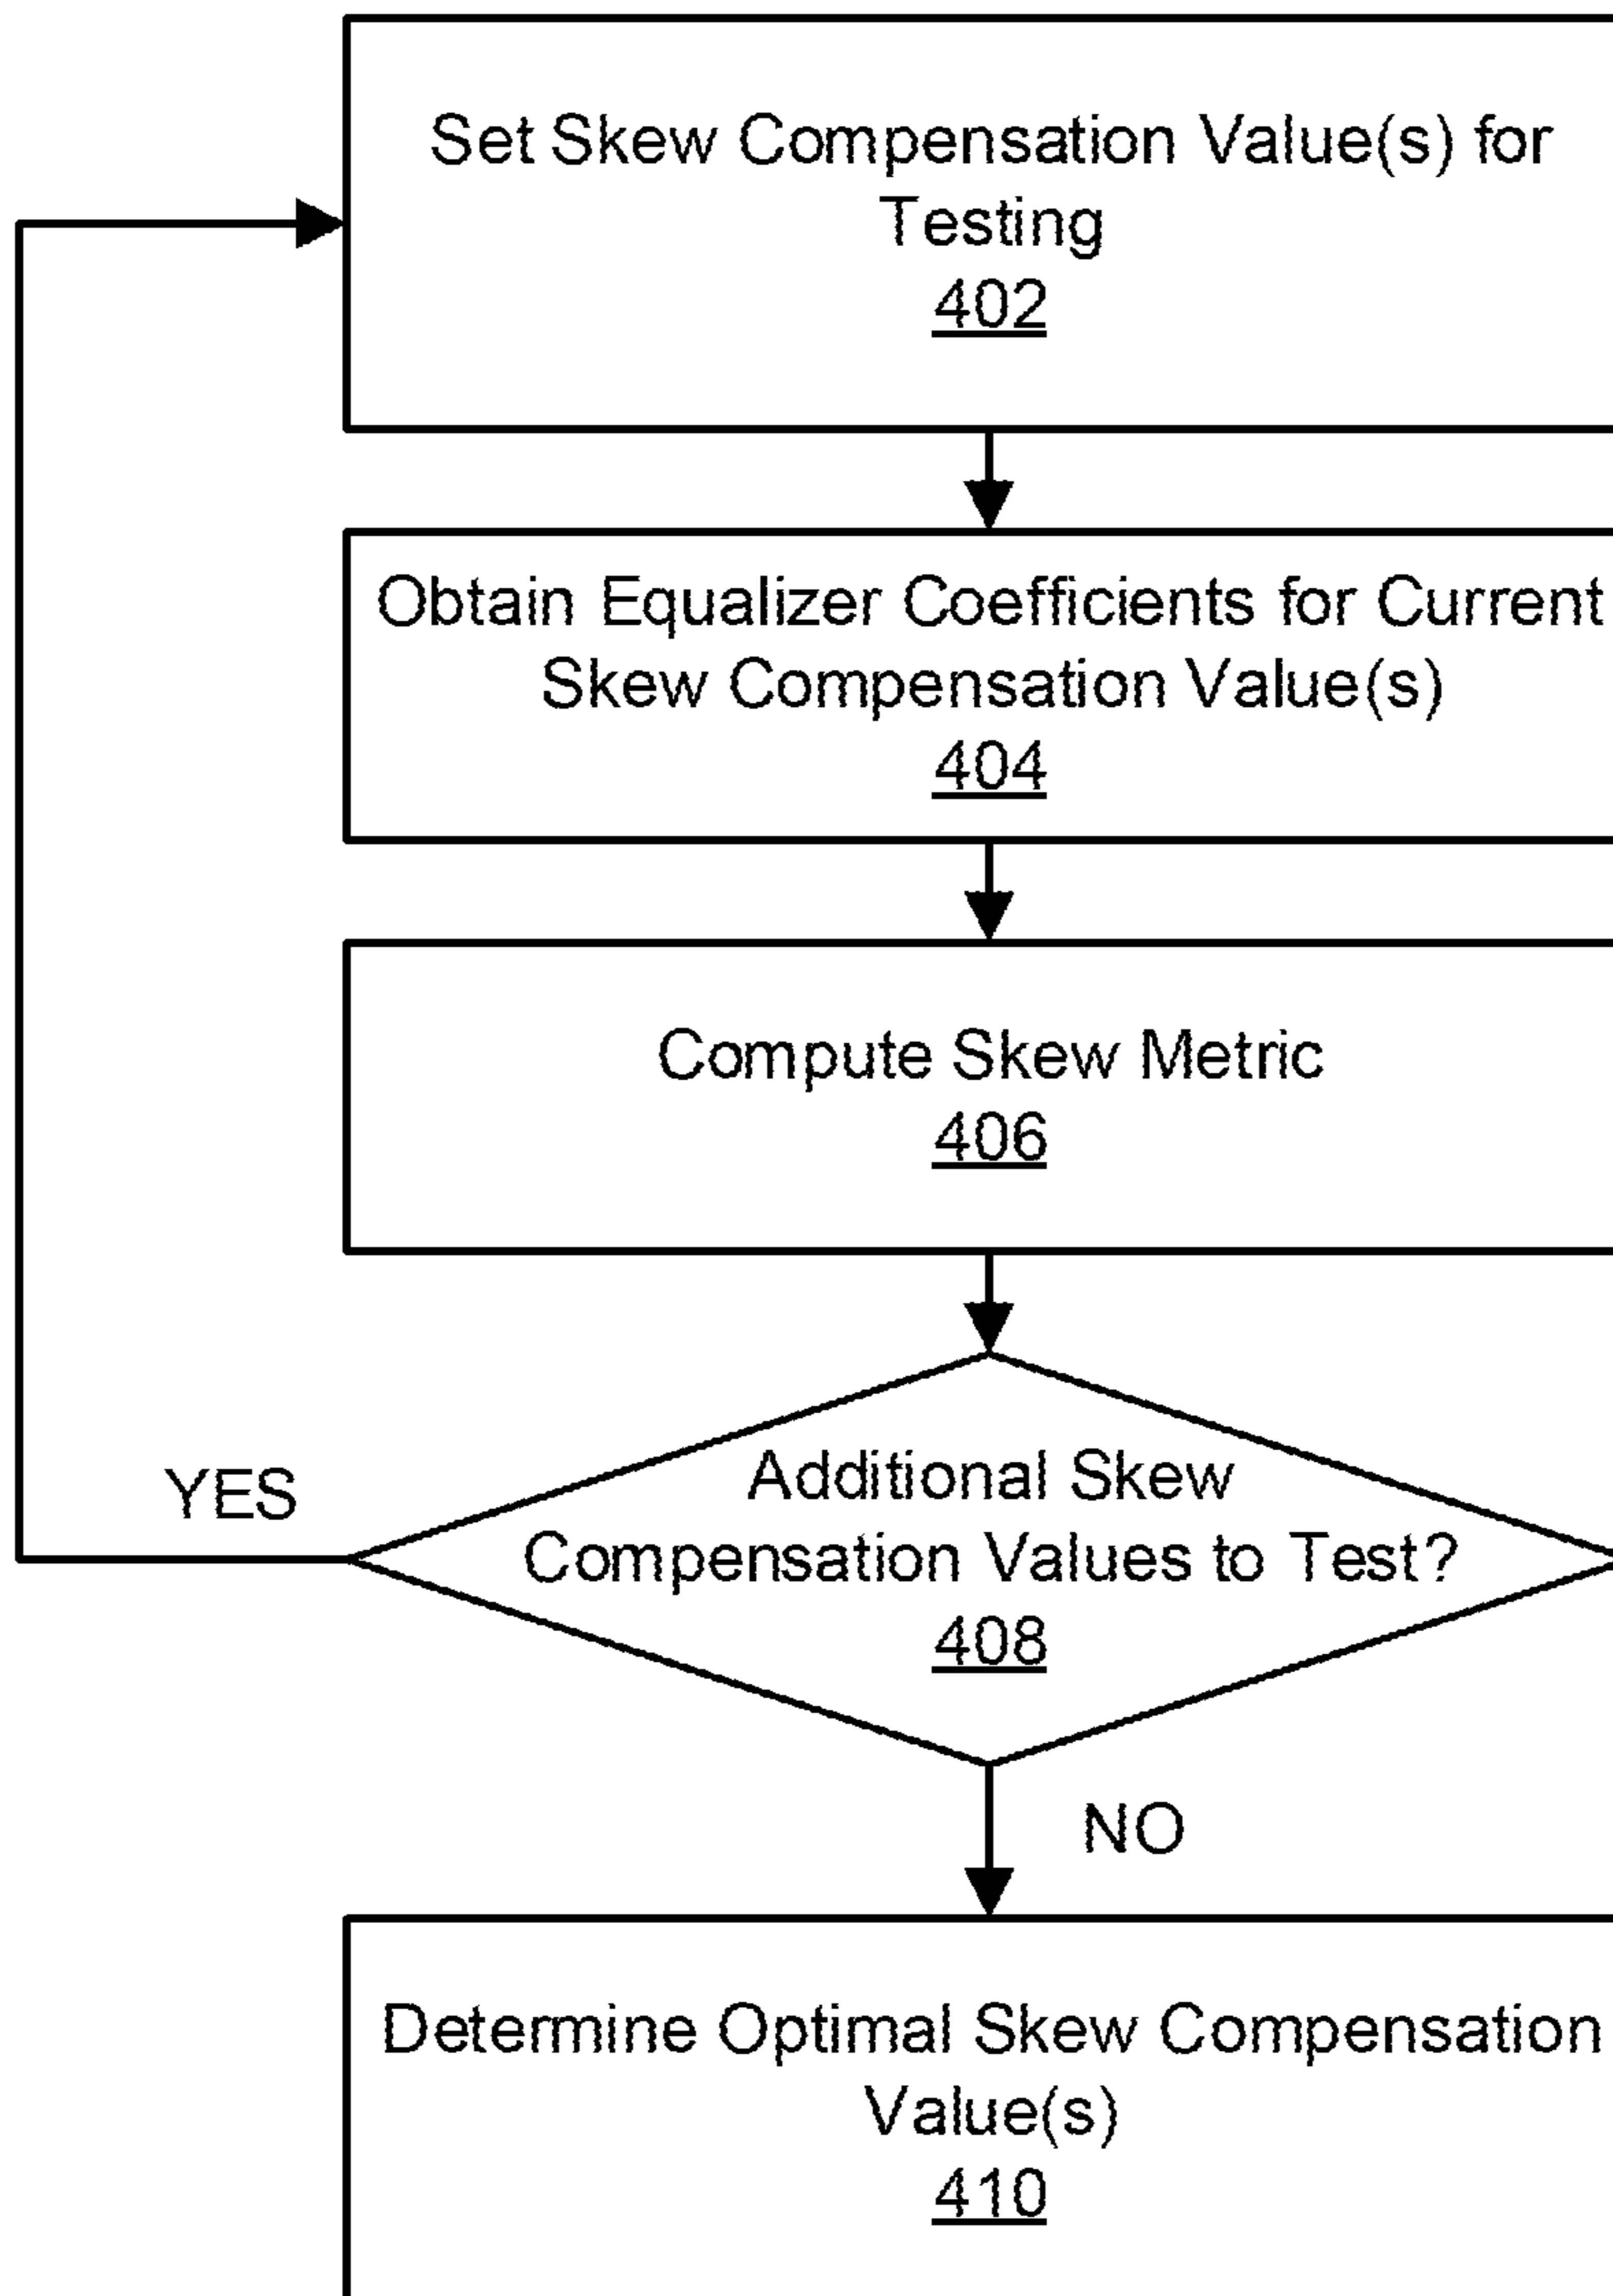 Set Skew Compensation Value(s) for
Testing
402
Obtain Equalizer Coefficients for Current
Skew Compensation Value(s)
404
Compute Skew Metric
406
Additional Skew
Compensation Values to Test?
408
YES
NO
Determine Optimal Skew Compensation
Value(s)
410